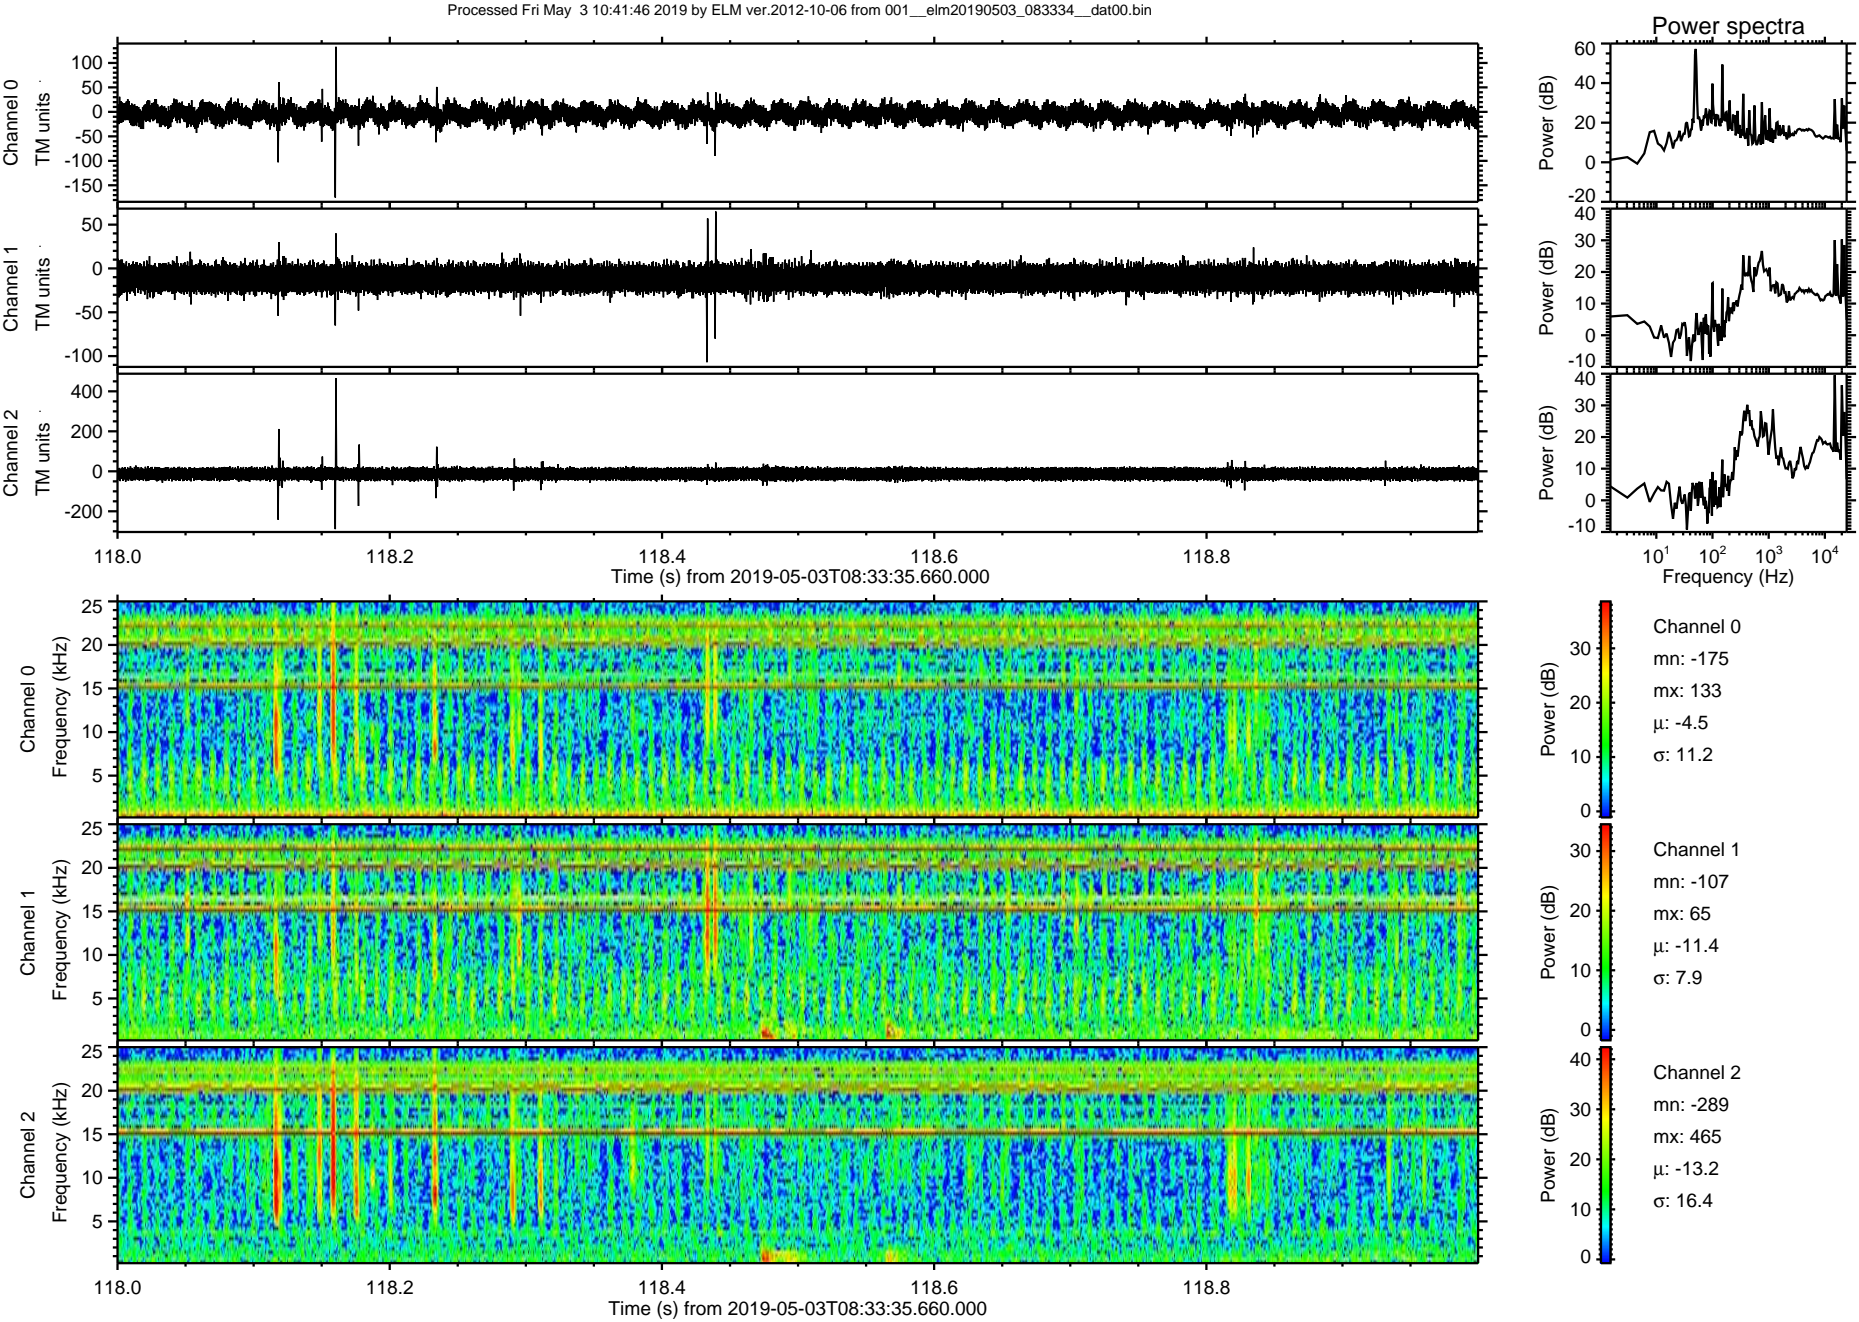 Processed Fri May  3 10:41:46 2019 by ELM ver.2012-10-06 from 001__elm20190503_083334__dat00.bin
Power spectra
Channel 0
TM units
100
50
0
-50
-100
-150
Power (dB)
60
40
20
0
-20
Channel 1
TM units
50
0
-50
-100
Power (dB)
40
30
20
10
0
-10
Channel 2
TM units
400
200
0
-200
Power (dB)
40
30
20
10
0
-10
118.0 118.2 118.4 118.6 118.8
Time (s) from 2019-05-03T08:33:35.660.000
10^1 10^2 10^3 10^4
Frequency (Hz)
Channel 0
Frequency (kHz)
25
20
15
10
5
Power (dB)
30
20
10
0
Channel 0
mn: -175
mx: 133
μ: -4.5
σ: 11.2
Channel 1
Frequency (kHz)
25
20
15
10
5
Power (dB)
30
20
10
0
Channel 1
mn: -107
mx: 65
μ: -11.4
σ: 7.9
Channel 2
Frequency (kHz)
25
20
15
10
5
Power (dB)
40
30
20
10
0
Channel 2
mn: -289
mx: 465
μ: -13.2
σ: 16.4
118.0 118.2 118.4 118.6 118.8
Time (s) from 2019-05-03T08:33:35.660.000